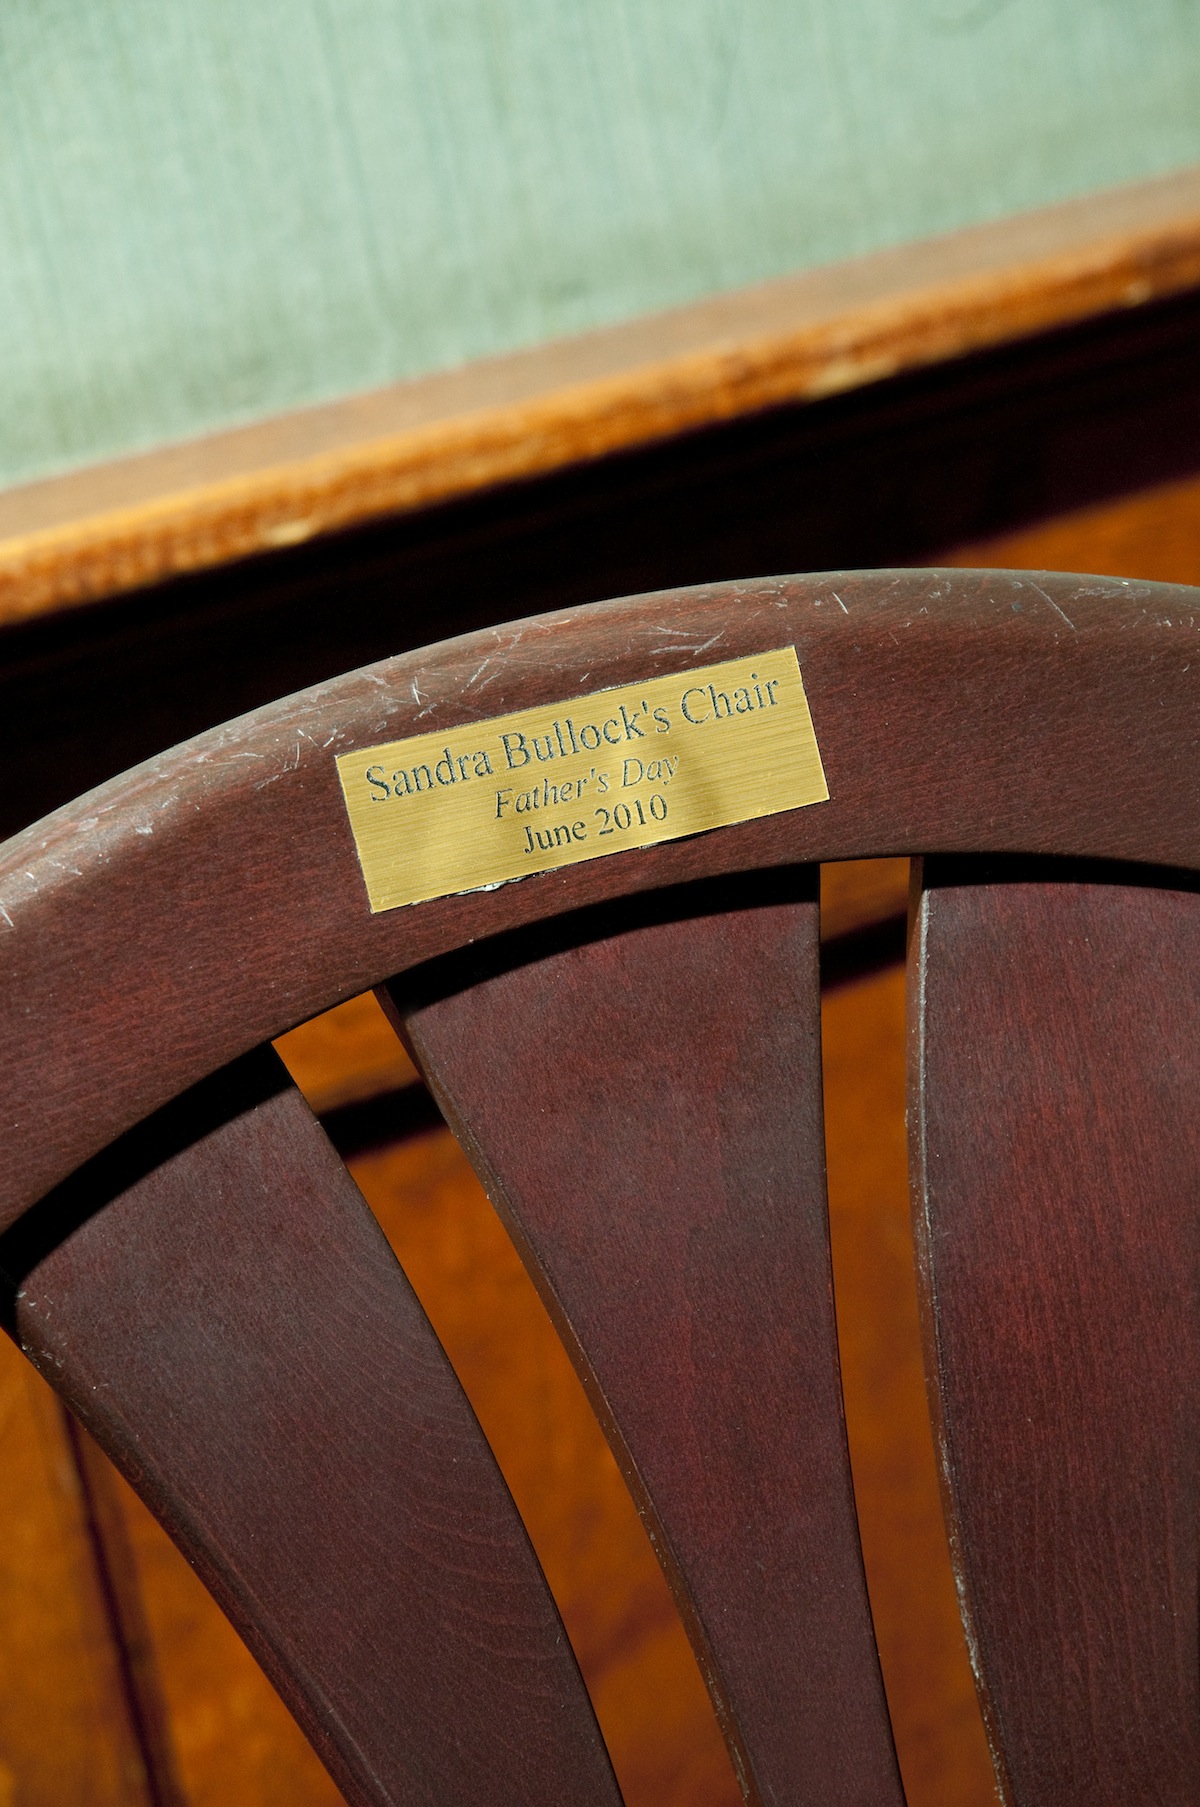 Sandra Bullock's Chair
Father's Day
June 2010